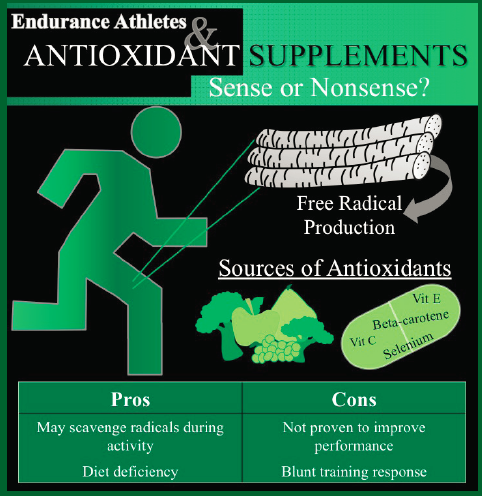 Endurance Athletes
&
ANTIOXIDANT SUPPLEMENTS
Sense or Nonsense?
Free Radical
Production
Sources of Antioxidants
Vit E
Beta-carotene
Vit C
Selenium
Pros
Cons
May scavenge radicals during
activity
Not proven to improve
performance
Diet deficiency
Blunt training response